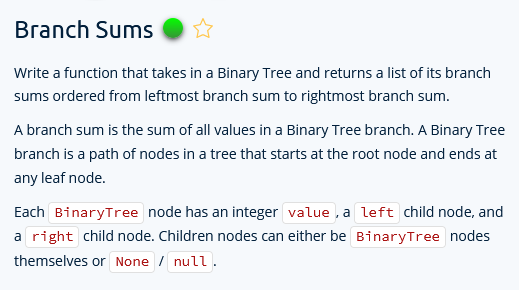 Branch Sums
Write a function that takes in a Binary Tree and returns a list of its branch
sums ordered from leftmost branch sum to rightmost branch sum.
A branch sum is the sum of all values in a Binary Tree branch. A Binary Tree
branch is a path of nodes in a tree that starts at the root node and ends at
any leaf node.
Each BinaryTree node has an integer value, a left child node, and
a right child node. Children nodes can either be BinaryTree nodes
themselves or None / null.